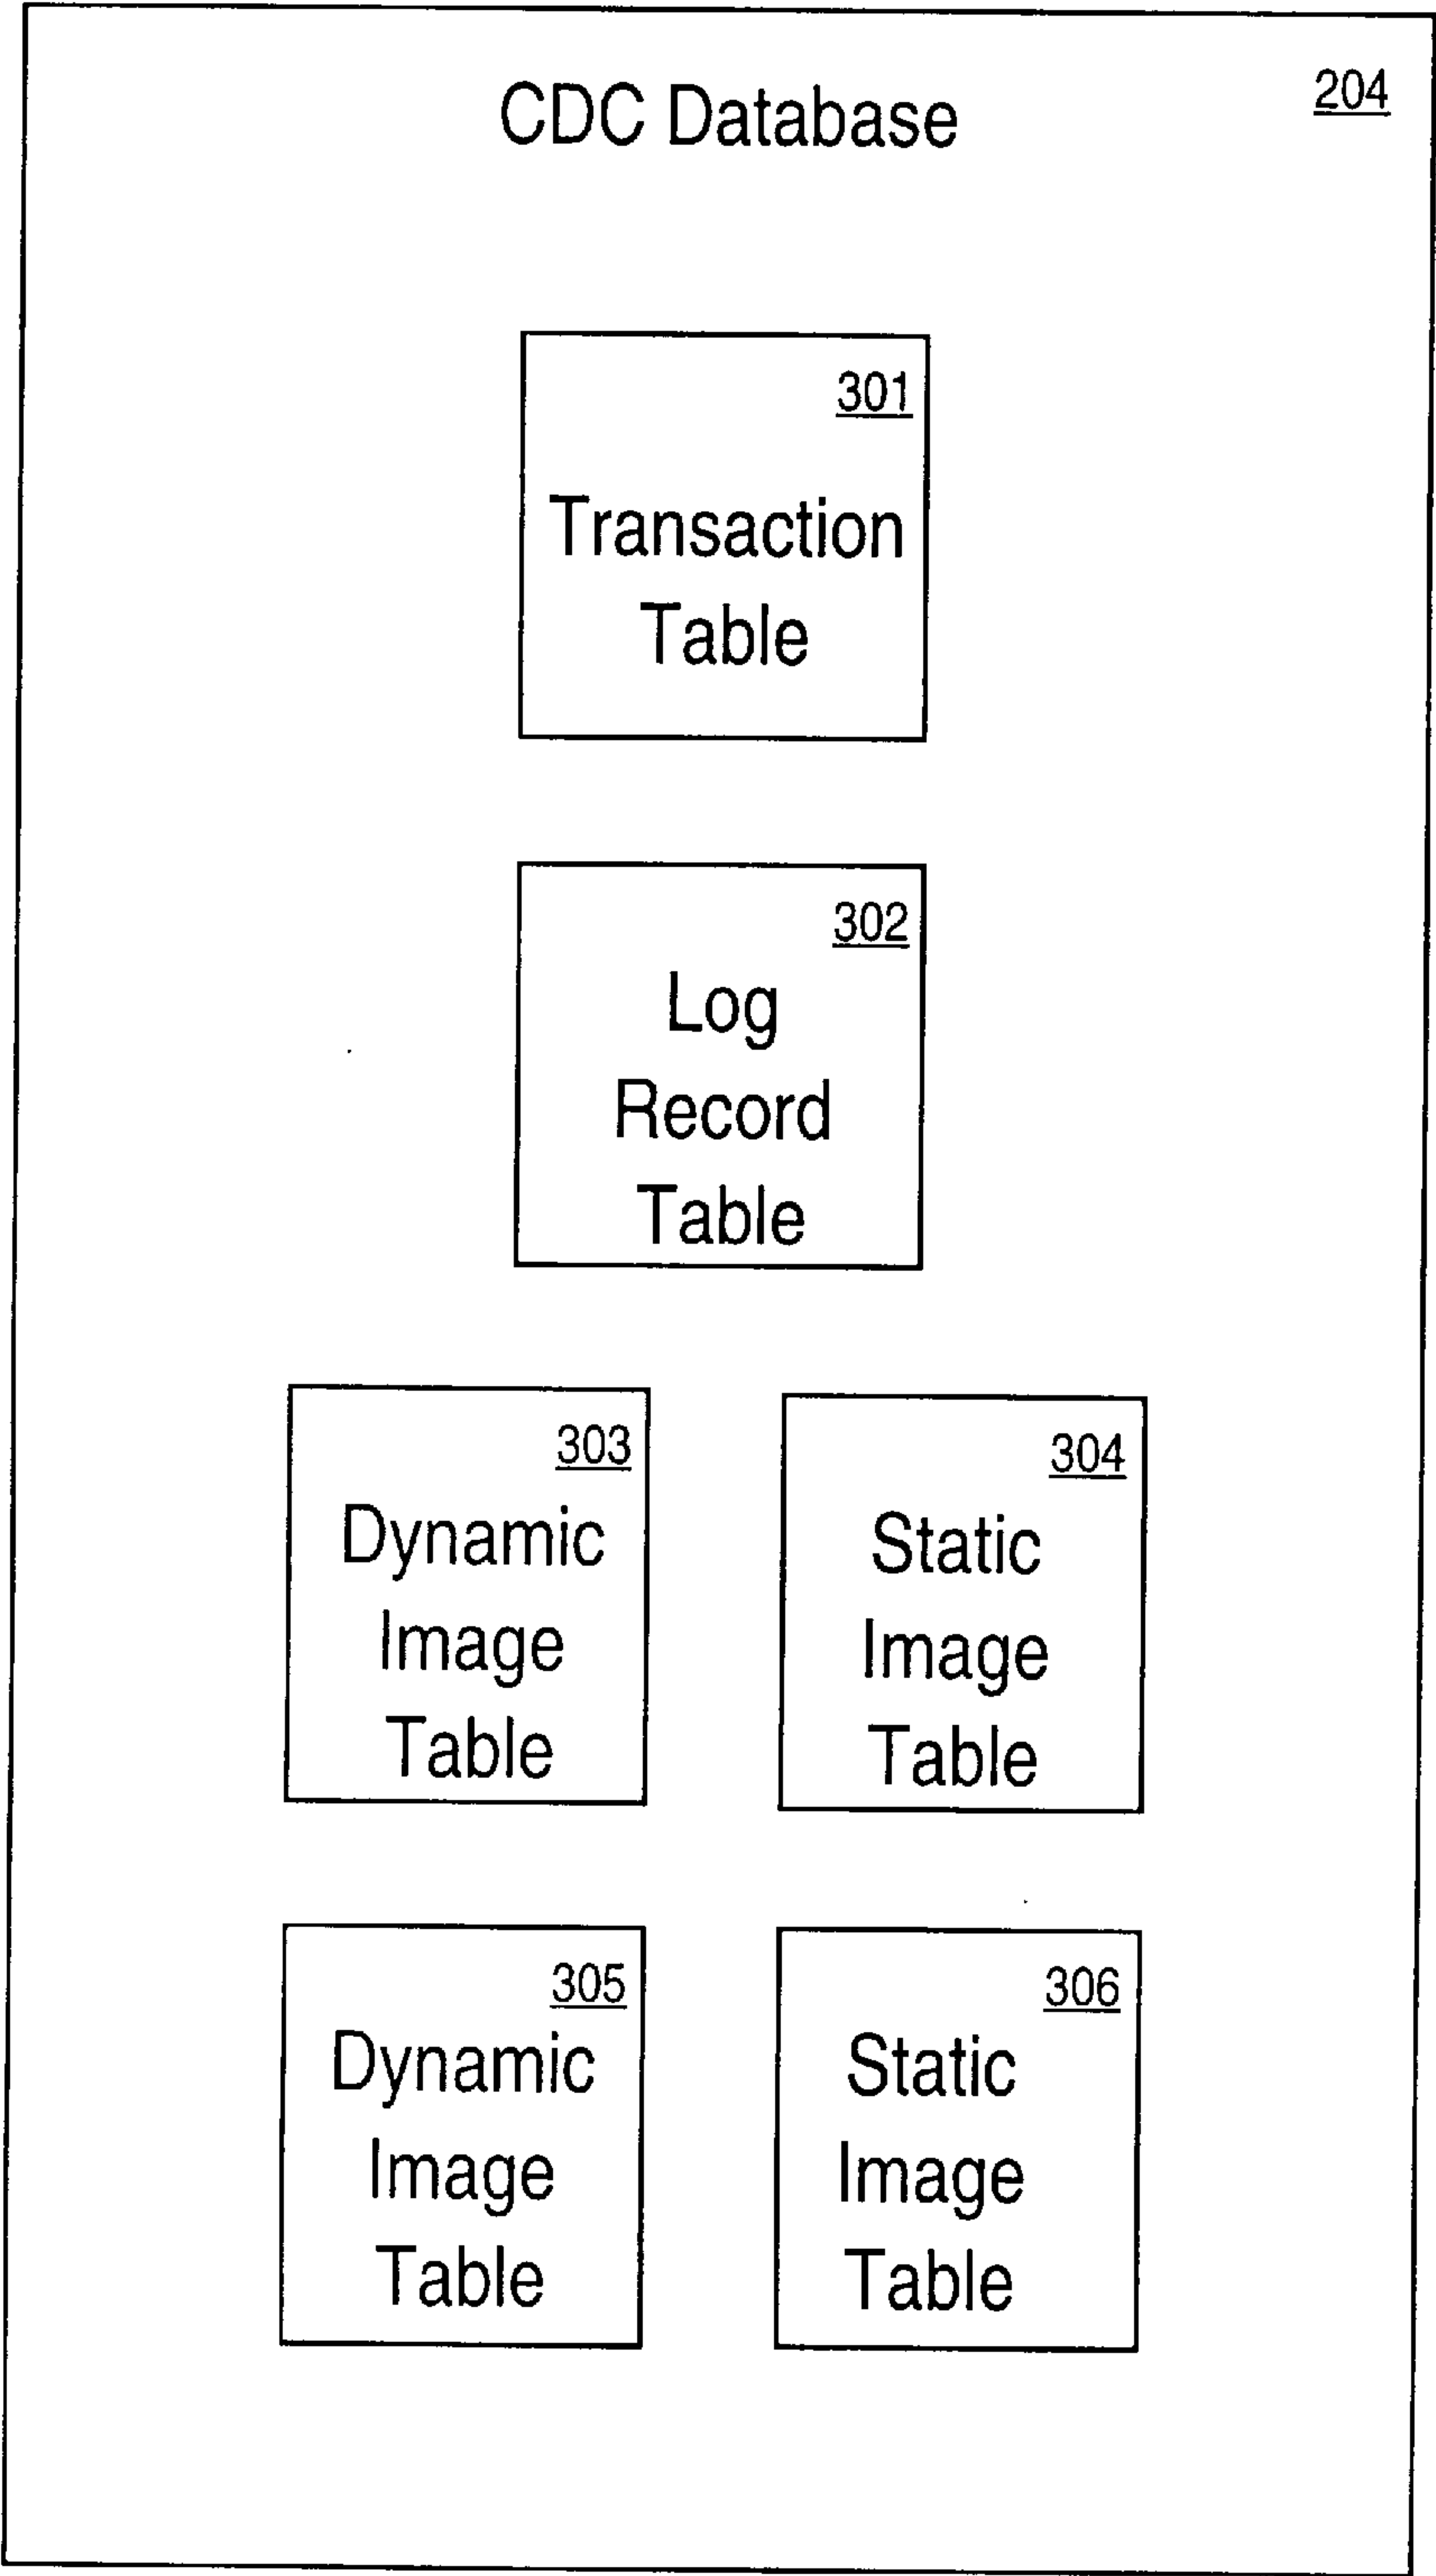 CDC Database
204
301
Transaction
Table
302
Log
Record
Table
303
Dynamic
Image
Table
304
Static
Image
Table
305
Dynamic
Image
Table
306
Static
Image
Table